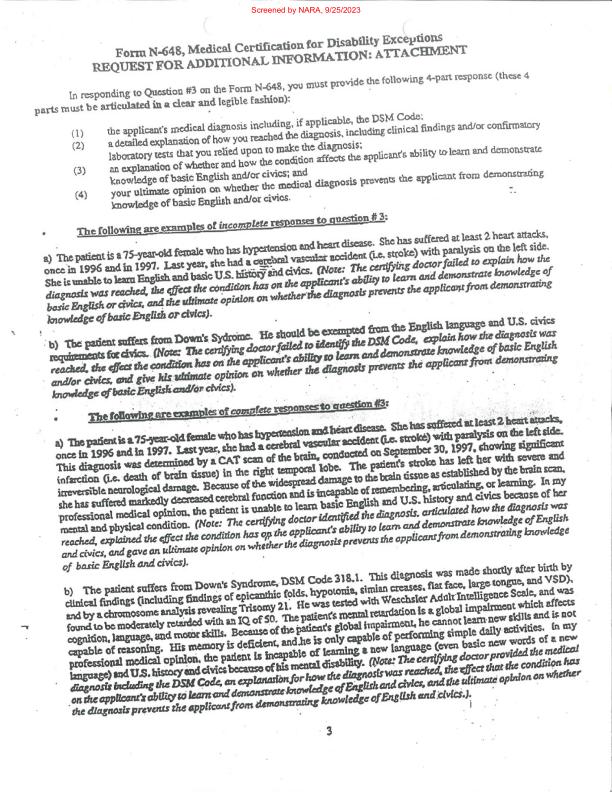 Screened by NARA, 9/25/2023
Form N-648, Medical Certification for Disability Exceptions
REQUEST FOR ADDITIONAL INFORMATION: ATTACHMENT
In responding to Question #3 on the Form N-648, you must provide the following 4-part response (these 4
parts must be articulated in a clear and legible fashion):
(1) the applicant's medical diagnosis including, if applicable, the DSM Code;
(2) a detailed explanation of how you reached the diagnosis, including clinical findings and/or confirmatory
laboratory tests that you relied upon to make the diagnosis;
(3) an explanation of whether and how the condition affects the applicant's ability to learn and demonstrate
knowledge of basic English and/or civics; and
(4) your ultimate opinion on whether the medical diagnosis prevents the applicant from demonstrating
knowledge of basic English and/or civics.
• The following are examples of incomplete responses to question # 3:
a) The patient is a 75-year-old female who has hypertension and heart disease. She has suffered at least 2 heart attacks,
once in 1996 and in 1997. Last year, she had a cerebral vascular accident (i.e. stroke) with paralysis on the left side.
She is unable to learn English and basic U.S. history and civics. (Note: The certifying doctor failed to explain how the
diagnosis was reached, the effect the condition has on the applicant's ability to learn and demonstrate knowledge of
basic English or civics, and the ultimate opinion on whether the diagnosis prevents the applicant from demonstrating
knowledge of basic English or civics).
b) The patient suffers from Down's Sydrome. He should be exempted from the English language and U.S. civics
requirements for civics. (Note: The certifying doctor failed to identify the DSM Code, explain how the diagnosis was
reached, the effect the condition has on the applicant's ability to learn and demonstrate knowledge of basic English
and/or civics, and give his ultimate opinion on whether the diagnosis prevents the applicant from demonstrating
knowledge of basic English and/or civics).
• The following are examples of complete responses to question #3:
a) The patient is a 75-year-old female who has hypertension and heart disease. She has suffered at least 2 heart attacks,
once in 1996 and in 1997. Last year, she had a cerebral vascular accident (i.e. stroke) with paralysis on the left side.
This diagnosis was determined by a CAT scan of the brain, conducted on September 30, 1997, showing significant
infarction (i.e. death of brain tissue) in the right temporal lobe. The patient's stroke has left her with severe and
irreversible neurological damage. Because of the widespread damage to the brain tissue as established by the brain scan,
she has suffered markedly decreased cerebral function and is incapable of remembering, articulating, or learning. In my
professional medical opinion, the patient is unable to learn basic English and U.S. history and civics because of her
mental and physical condition. (Note: The certifying doctor identified the diagnosis, articulated how the diagnosis was
reached, explained the effect the condition has on the applicant's ability to learn and demonstrate knowledge of English
and civics, and gave an ultimate opinion on whether the diagnosis prevents the applicant from demonstrating knowledge
of basic English and civics).
b) The patient suffers from Down's Syndrome, DSM Code 318.1. This diagnosis was made shortly after birth by
clinical findings (including findings of epicanthic folds, hypotonia, simian creases, flat face, large tongue, and VSD),
and by a chromosome analysis revealing Trisomy 21. He was tested with Weschsler Adult Intelligence Scale, and was
found to be moderately retarded with an IQ of 50. The patient's mental retardation is a global impairment which affects
cognition, language, and motor skills. Because of the patient's global impairment, he cannot learn new skills and is not
capable of reasoning. His memory is deficient, and he is only capable of performing simple daily activities. In my
professional medical opinion, the patient is incapable of learning a new language (even basic new words of a new
language) and U.S. history and civics because of his mental disability. (Note: The certifying doctor provided the medical
diagnosis including the DSM Code, an explanation for how the diagnosis was reached, the effect that the condition has
on the applicant's ability to learn and demonstrate knowledge of English and civics, and the ultimate opinion on whether
the diagnosis prevents the applicant from demonstrating knowledge of English and civics.).
3